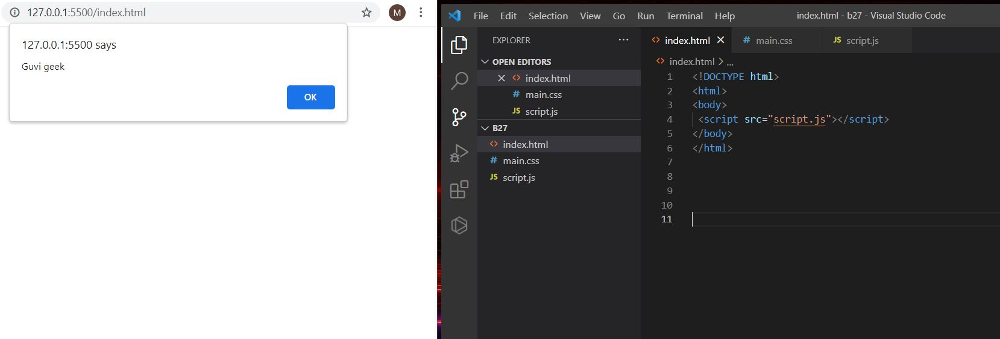 127.0.0.1:5500/index.html
M
127.0.0.1:5500 says
Guvi geek
OK
File Edit Selection View Go Run Terminal Help
index.html - b27 - Visual Studio Code
EXPLORER
OPEN EDITORS
index.html
# main.css
JS script.js
B27
index.html
# main.css
JS script.js
index.html
# main.css
JS script.js
index.html > ...
1 <!DOCTYPE html>
2 <html>
3 <body>
4 <script src="script.js"></script>
5 </body>
6 </html>
7
8
9
10
11